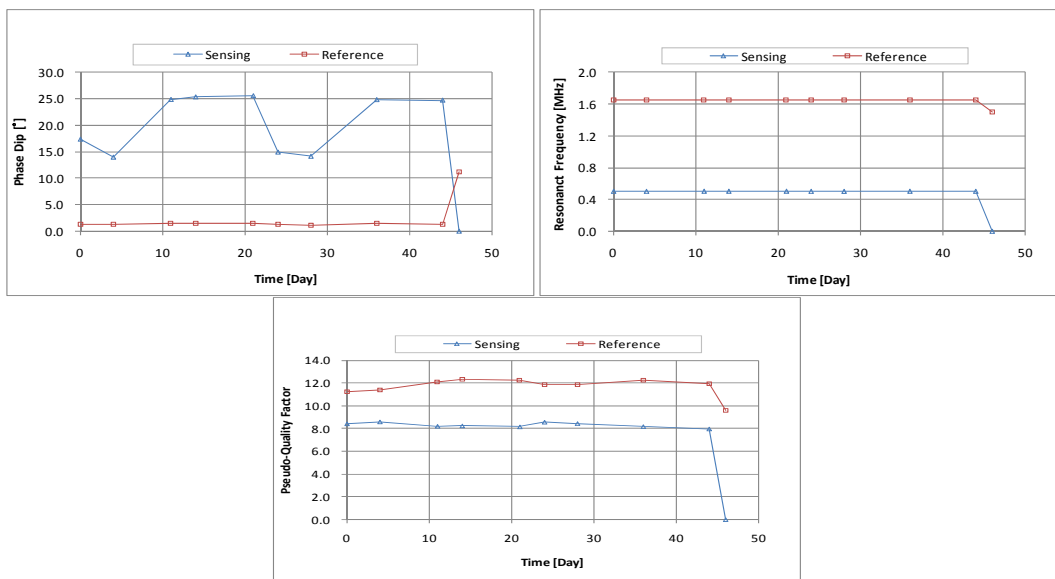 Sensing Reference
30.0
25.0
20.0
15.0
10.0
5.0
0.0
Phase Dip [°]
0 10 20 30 40 50
Time [Day]
Sensing Reference
2.0
1.6
1.2
0.8
0.4
0.0
Resonanct Frequency [MHz]
0 10 20 30 40 50
Time [Day]
Sensing Reference
14.0
12.0
10.0
8.0
6.0
4.0
2.0
0.0
Pseudo-Quality Factor
0 10 20 30 40 50
Time [Day]